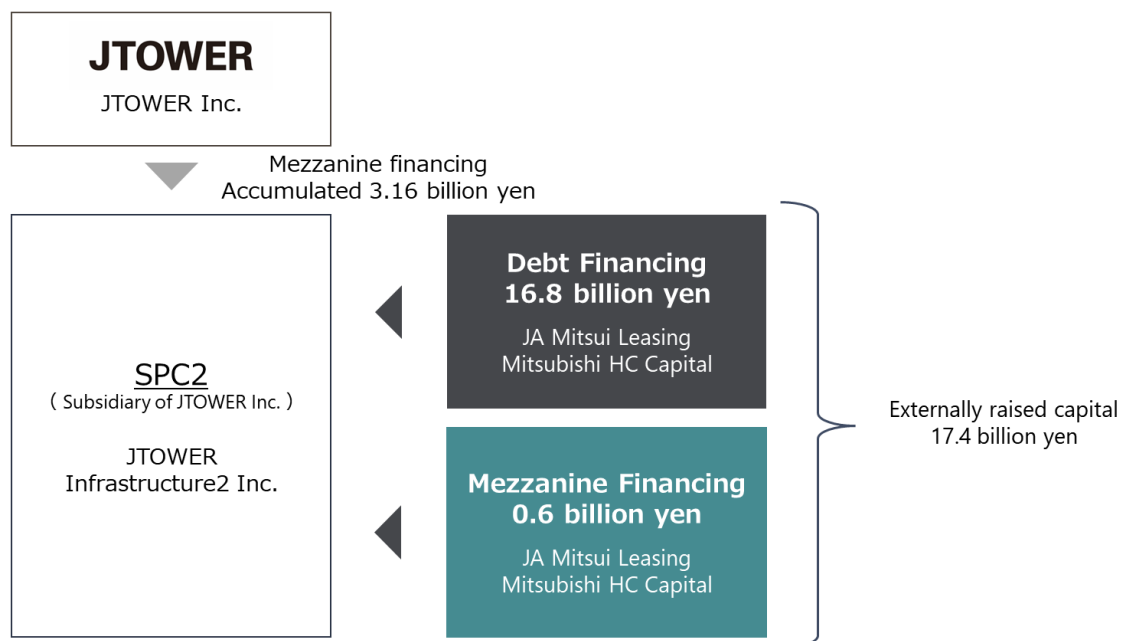 JTOWER
JTOWER Inc.
Mezzanine financing
Accumulated 3.16 billion yen
SPC2
( Subsidiary of JTOWER Inc. )
JTOWER
Infrastructure2 Inc.
Debt Financing
16.8 billion yen
JA Mitsui Leasing
Mitsubishi HC Capital
Mezzanine Financing
0.6 billion yen
JA Mitsui Leasing
Mitsubishi HC Capital
Externally raised capital
17.4 billion yen